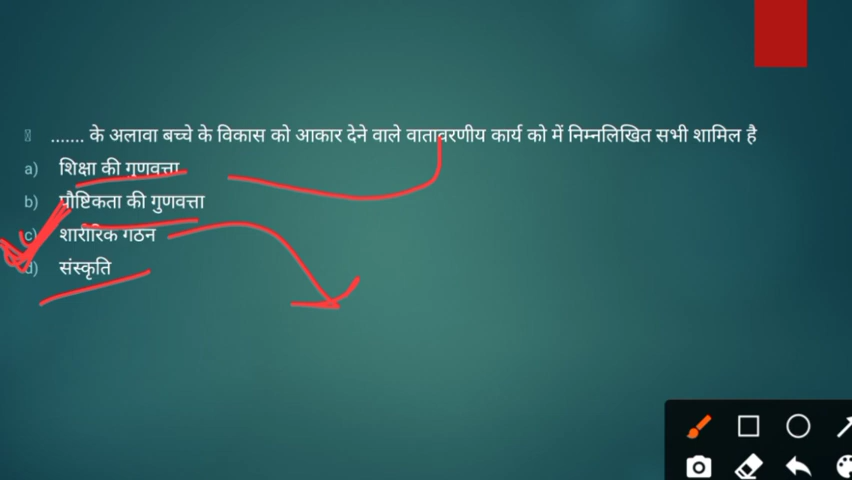 ....... के अलावा बच्चे के विकास को आकार देने वाले वातावरणीय कार्य को में निम्नलिखित सभी शामिल है
a) शिक्षा की गुणवत्ता
b) पौष्टिकता की गुणवत्ता
c) शारीरिक गठन
d) संस्कृति